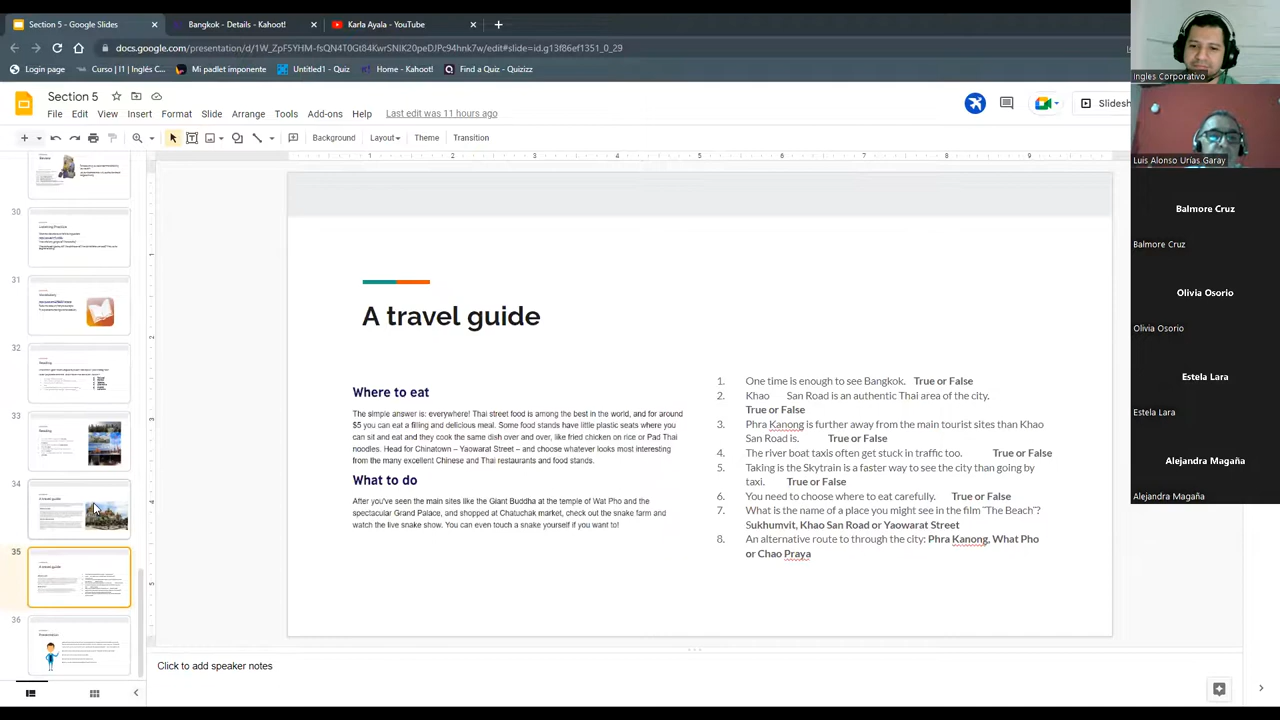 Section 5 - Google Slides
Bangkok - Details - Kahoot!
Karla Ayala - YouTube
docs.google.com/presentation/d/1W_ZpF5YHM-fsQN4T0Gt84KwrSNIK20peDJPc94hnk7w/edit#slide=id.g13f86ef1351_0_29
Login page
Curso | I1 | Inglés C...
Mi padlet imponente
Untitled1 - Quiz
Home - Kahoot!
Find a Quiz - Quizizz
Ingles Corporativo
Section 5
File Edit View Insert Format Slide Arrange Tools Add-ons Help Last edit was 11 hours ago
Slidesh
Background Layout Theme Transition
Luis Alonso Urías Garay
Balmore Cruz
Balmore Cruz
Olivia Osorio
Olivia Osorio
Estela Lara
Estela Lara
Alejandra Magaña
Alejandra Magaña
30
31
32
33
34
35
36
A travel guide
Where to eat
The simple answer is: everywhere! Thai street food is among the best in the world, and for around
$5 you can eat a filling and delicious meal. Some food stands have little plastic seats where you
can sit and eat and they cook the same dish over and over, like fried chicken on rice or Pad Thai
noodles. Head for Chinatown – Yaowarat Street – and choose whatever looks most interesting
from the many excellent Chinese and Thai restaurants and food stands.
What to do
After you've seen the main sites like the Giant Buddha at the temple of Wat Pho and the
spectacular Grand Palace, and shopped at Chatuchak market, check out the snake farm and
watch the live snake show. You can even touch a snake yourself if you want to!
1. One time is enough to see Bangkok. True or False
2. Khao San Road is an authentic Thai area of the city.
True or False
3. Phra Kanong is further away from the main tourist sites than Khao
San Road is. True or False
4. The river boat taxis often get stuck in traffic too. True or False
5. Taking is the Skytrain is a faster way to see the city than going by
taxi. True or False
6. You need to choose where to eat carefully. True or False
7. What is the name of a place you might see in the film ¨The Beach¨?
Sukhumvit, Khao San Road or Yaowarat Street
8. An alternative route to through the city: Phra Kanong, What Pho
or Chao Praya
Click to add speaker notes